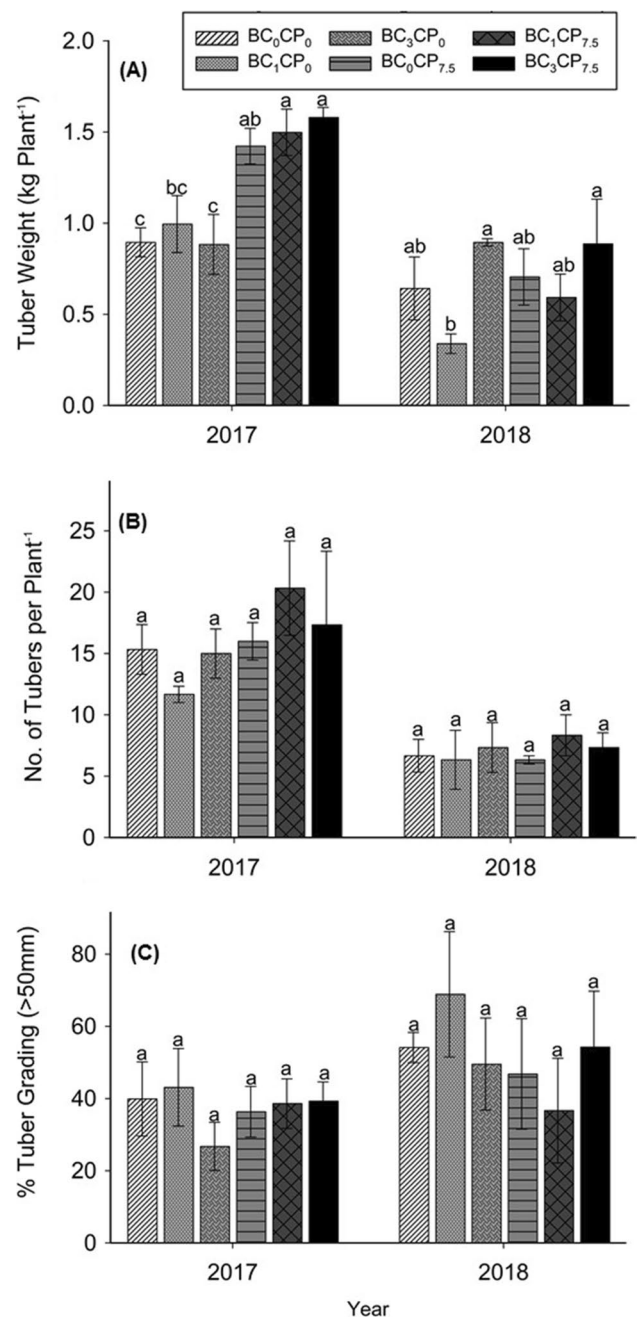 BC₀CP₀ BC₃CP₀ BC₁CP₇.₅
BC₁CP₀ BC₀CP₇.₅ BC₃CP₇.₅
(A)
Tuber Weight (kg Plant⁻¹)
2.0
1.5
1.0
0.5
0.0
c bc c ab a a
ab b a ab ab a
2017 2018
(B)
No. of Tubers per Plant⁻¹
25
20
15
10
5
0
a a a a a a
a a a a a a
2017 2018
(C)
% Tuber Grading (>50mm)
80
60
40
20
0
a a a a a a
a a a a a a
2017 2018
Year